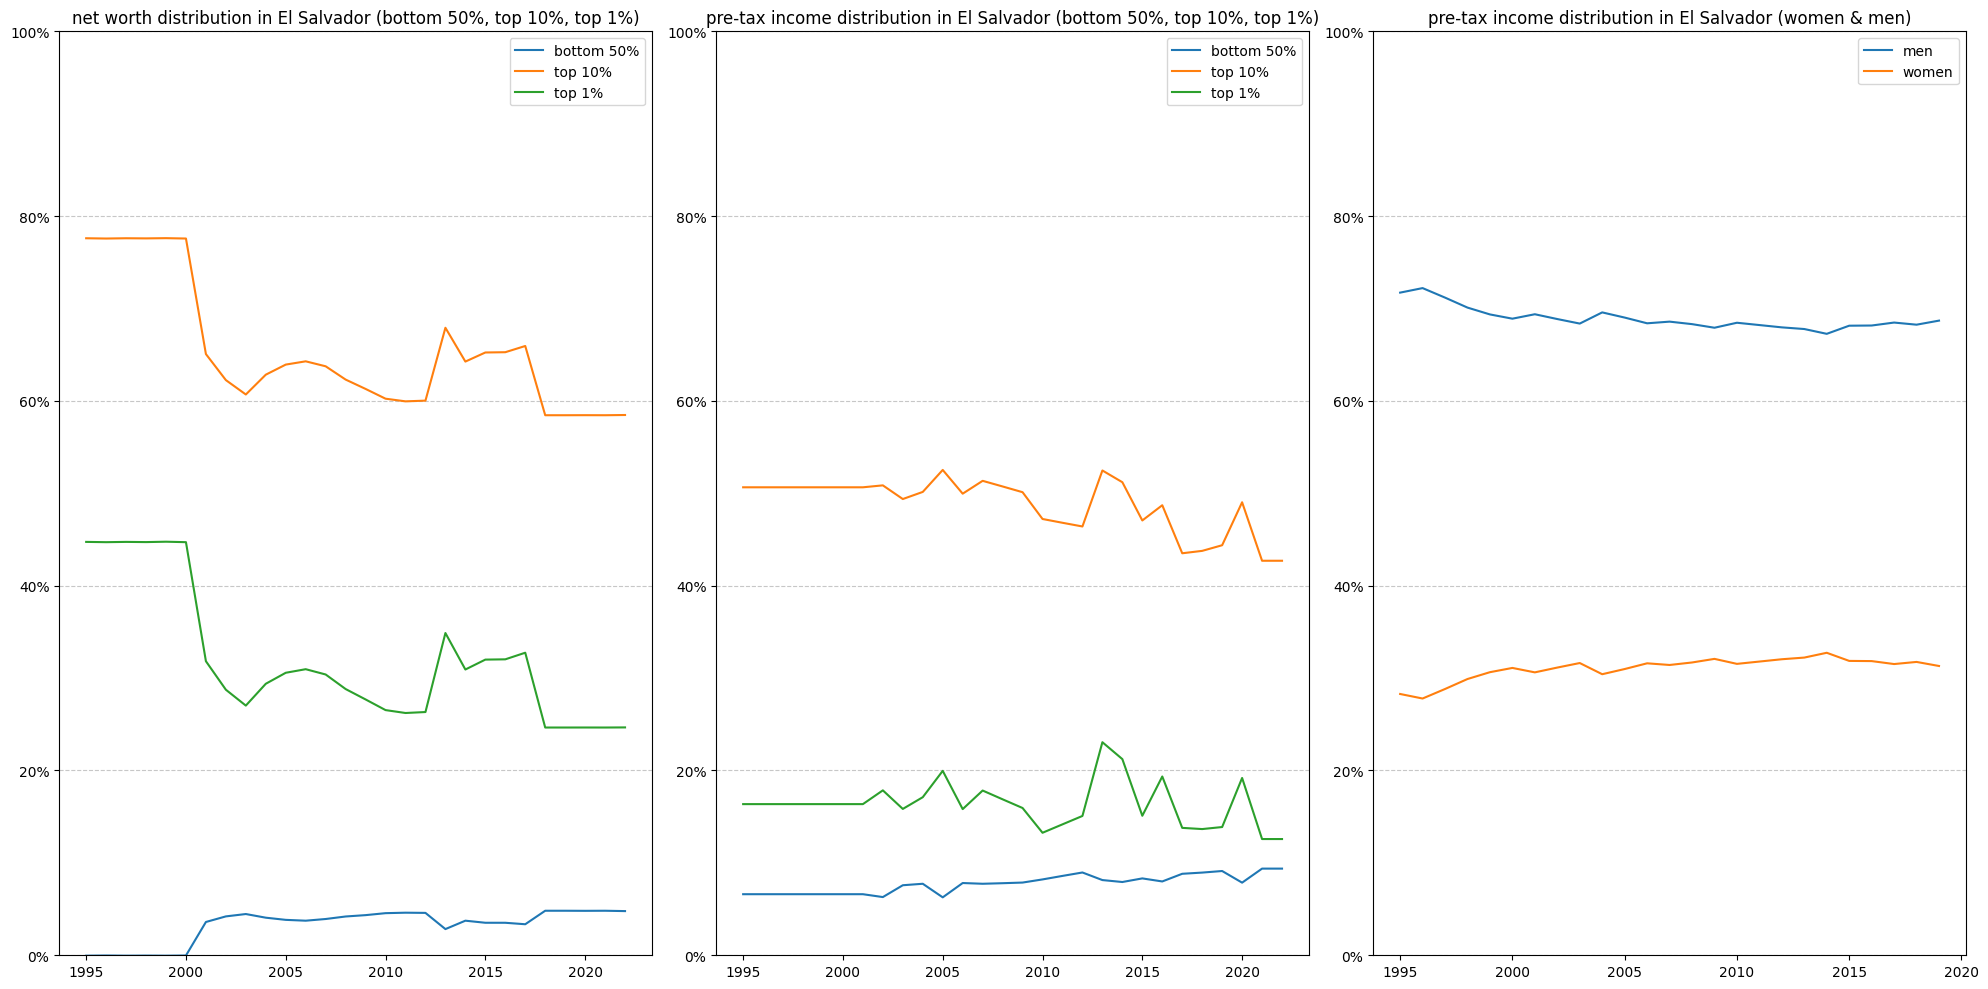 net worth distribution in El Salvador (bottom 50%, top 10%, top 1%)
100%
80%
60%
40%
20%
0%
1995 2000 2005 2010 2015 2020
bottom 50%
top 10%
top 1%
pre-tax income distribution in El Salvador (bottom 50%, top 10%, top 1%)
100%
80%
60%
40%
20%
0%
1995 2000 2005 2010 2015 2020
bottom 50%
top 10%
top 1%
pre-tax income distribution in El Salvador (women & men)
100%
80%
60%
40%
20%
0%
1995 2000 2005 2010 2015 2020
men
women